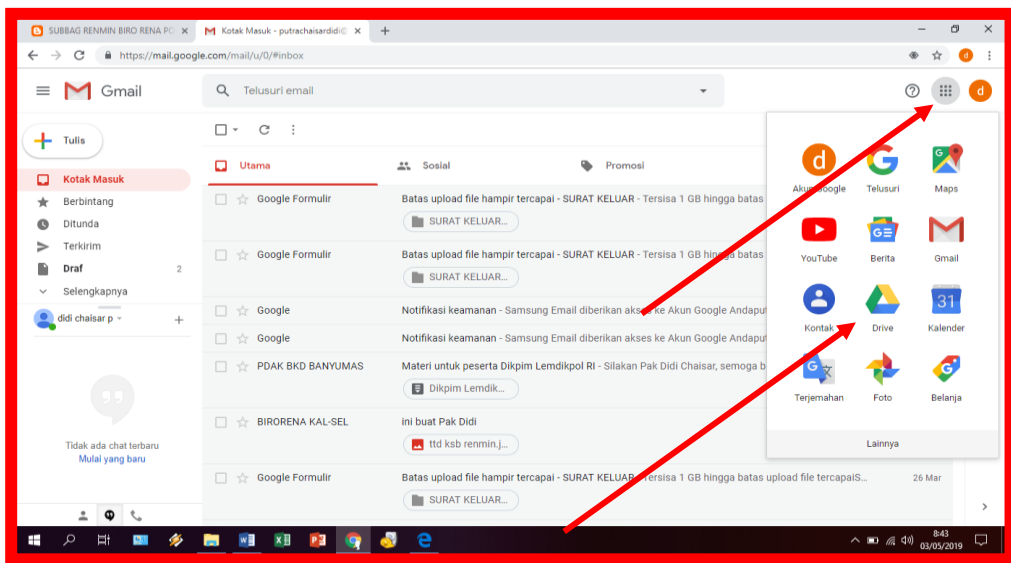 SUBBAG RENMIN BIRO RENA PO
Kotak Masuk - putrachaisardidi@
https://mail.google.com/mail/u/0/#inbox
d
Gmail
Telusuri email
d
Tulis
Kotak Masuk
Berbintang
Ditunda
Terkirim
Draf 2
Selengkapnya
didi chaisar p
Tidak ada chat terbaru
Mulai yang baru
Utama Sosial Promosi
Google Formulir Batas upload file hampir tercapai - SURAT KELUAR - Tersisa 1 GB hingga batas
SURAT KELUAR...
Google Formulir Batas upload file hampir tercapai - SURAT KELUAR - Tersisa 1 GB hingga batas
SURAT KELUAR...
Google Notifikasi keamanan - Samsung Email diberikan akses ke Akun Google Andaput
Google Notifikasi keamanan - Samsung Email diberikan akses ke Akun Google Andaput
PDAK BKD BANYUMAS Materi untuk peserta Dikpim Lemdikpol RI - Silakan Pak Didi Chaisar, semoga b
Dikpim Lemdik...
BIRORENA KAL-SEL ini buat Pak Didi
ttd ksb renmin.j...
Google Formulir Batas upload file hampir tercapai - SURAT KELUAR - Tersisa 1 GB hingga batas upload file tercapaiS... 26 Mar
SURAT KELUAR...
d
Akun Google Telusuri Maps
YouTube Berita Gmail
31
Kontak Drive Kalender
Terjemahan Foto Belanja
Lainnya
8:43
03/05/2019